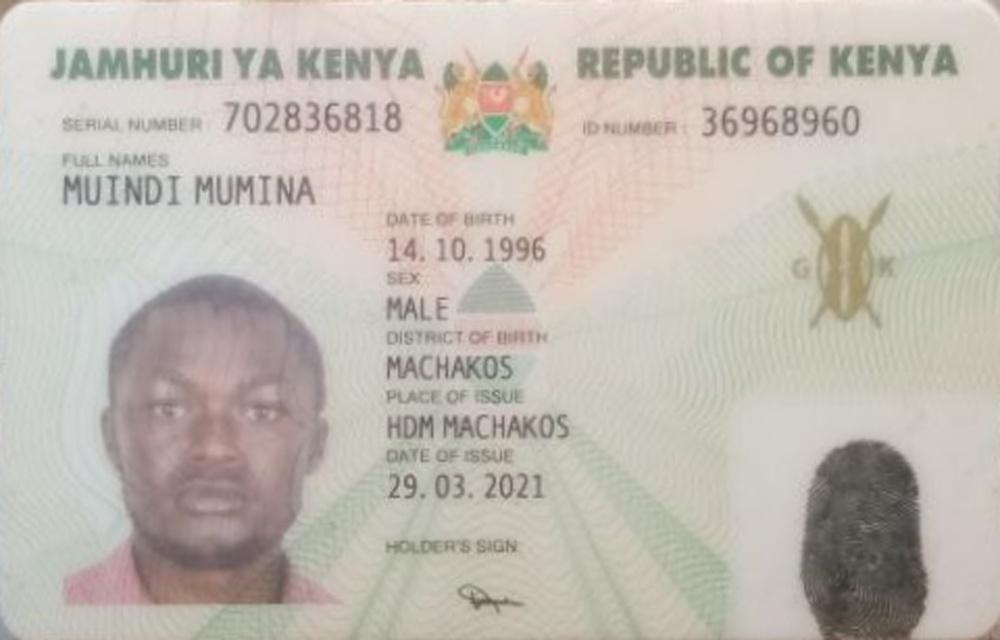 JAMHURI YA KENYA REPUBLIC OF KENYA
SERIAL NUMBER : 702836818 ID NUMBER : 36968960
FULL NAMES
MUINDI MUMINA
DATE OF BIRTH
14. 10. 1996
SEX
MALE
DISTRICT OF BIRTH
MACHAKOS
PLACE OF ISSUE
HDM MACHAKOS
DATE OF ISSUE
29. 03. 2021
HOLDER'S SIGN.
G K